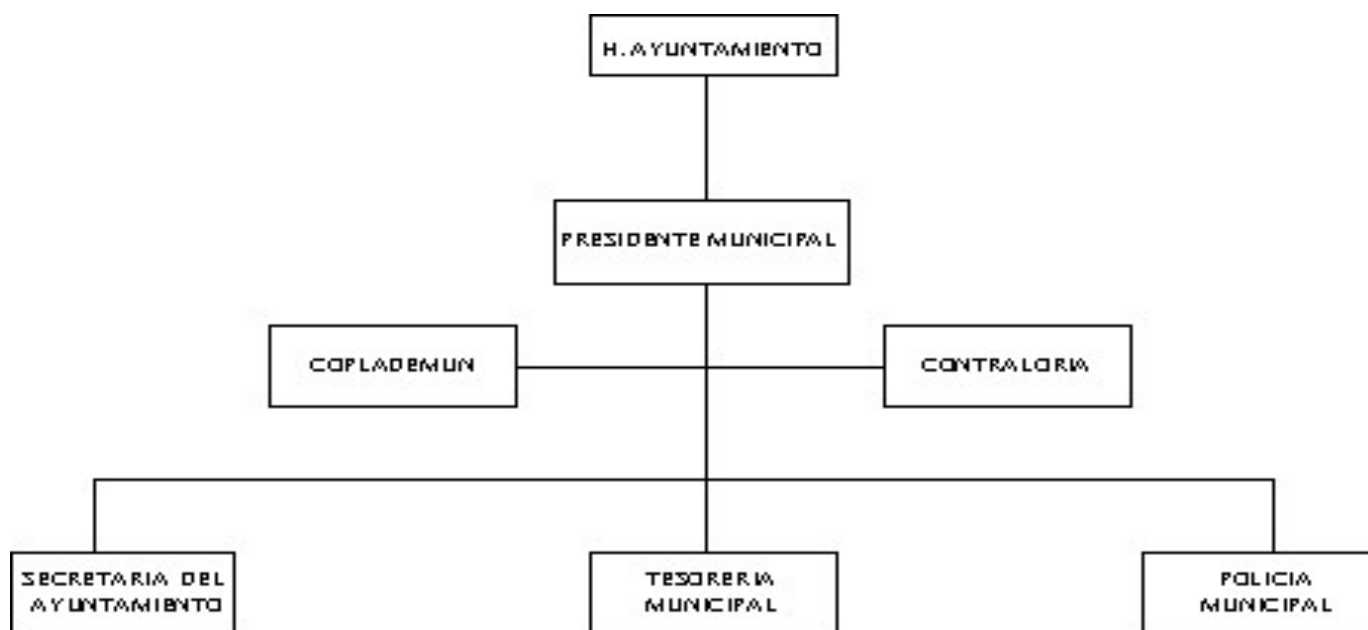 H. AYUNTAMIENTO
PRESIDENTE MUNICIPAL
COPLADEMUN
CONTRALORIA
SECRETARIA DEL
AYUNTAMIENTO
TESORERIA
MUNICIPAL
POLICIA
MUNICIPAL